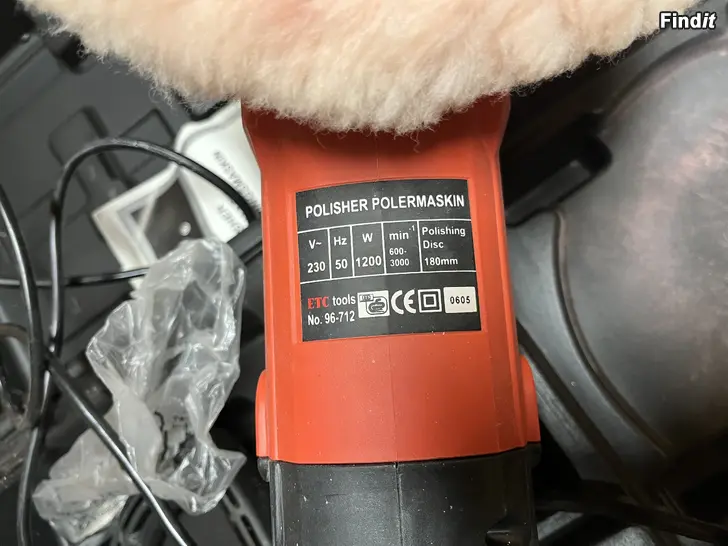 Findit
POLISHER POLERMASKIN
V~ Hz W min⁻¹ Polishing Disc
230 50 1200 600-3000 180mm
ETC tools CE 0605
No. 96-712